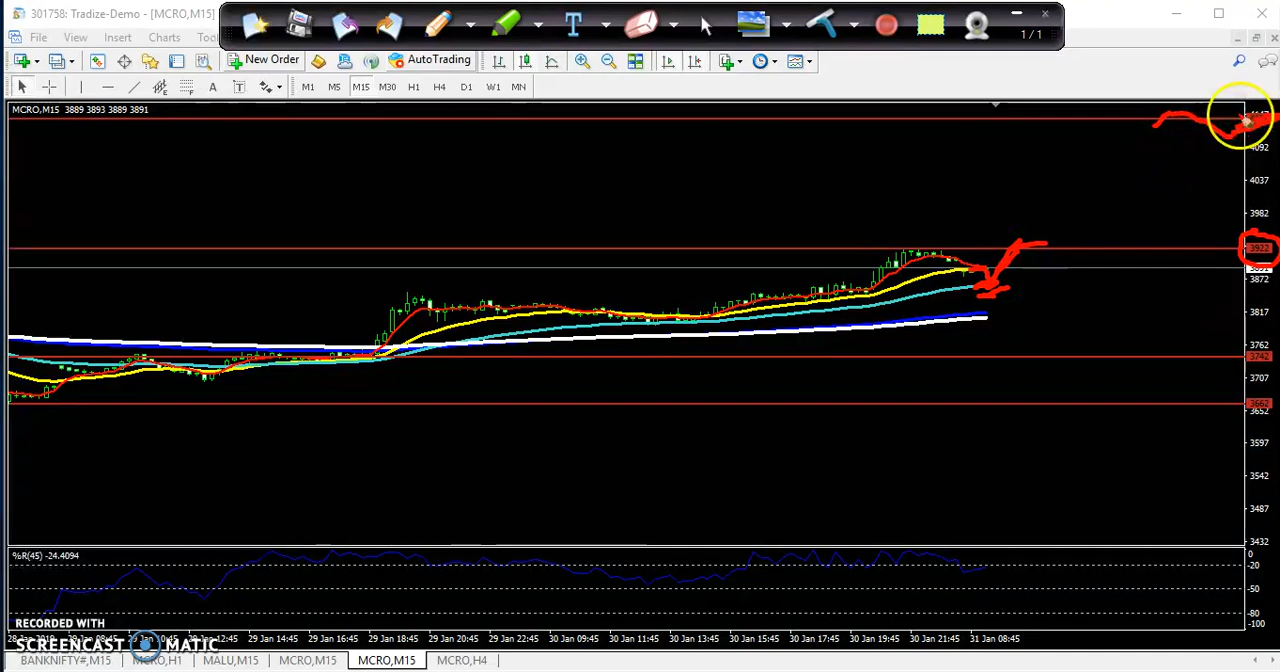 301758: Tradize-Demo - [MCRO,M15]
File View Insert Charts
1 / 1
New Order AutoTrading
A T M1 M5 M15 M30 H1 H4 D1 W1 MN
MCRO,M15 3889 3893 3889 3891
4092
4037
3982
3922
3891
3872
3817
3762
3742
3707
3662
3652
3597
3542
3487
3432
%R(45) -24.4094
0
-20
-50
-80
-100
RECORDED WITH
SCREENCAST MATIC
29 Jan 14:45 29 Jan 16:45 29 Jan 18:45 29 Jan 20:45 29 Jan 22:45 30 Jan 09:45 30 Jan 11:45 30 Jan 13:45 30 Jan 15:45 30 Jan 17:45 30 Jan 19:45 30 Jan 21:45 31 Jan 08:45
BANKNIFTY#,M15 MCRO,H1 MALU,M15 MCRO,M15 MCRO,M15 MCRO,H4